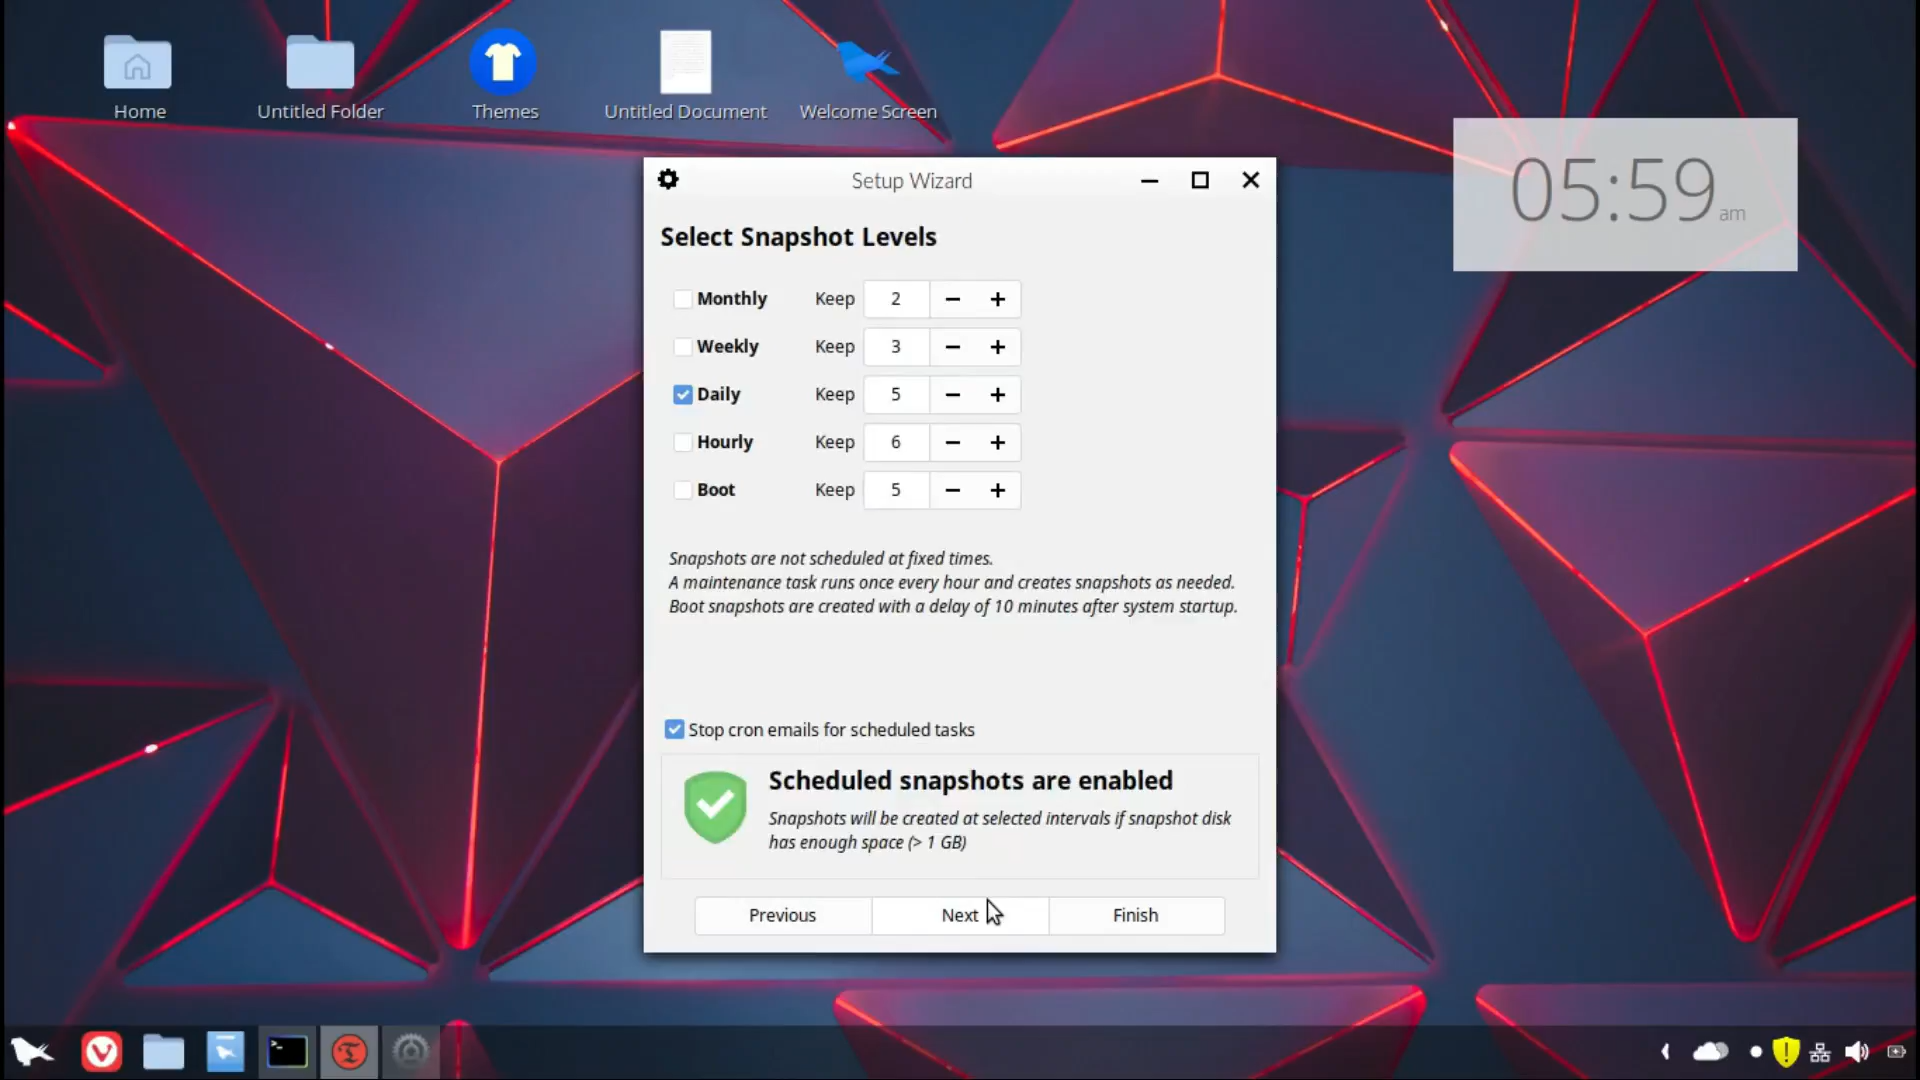 Home
Untitled Folder
Themes
Untitled Document
Welcome Screen
05:59 am
Setup Wizard
Select Snapshot Levels
Monthly Keep 2 − +
Weekly Keep 3 − +
Daily Keep 5 − +
Hourly Keep 6 − +
Boot Keep 5 − +
Snapshots are not scheduled at fixed times.
A maintenance task runs once every hour and creates snapshots as needed.
Boot snapshots are created with a delay of 10 minutes after system startup.
Stop cron emails for scheduled tasks
Scheduled snapshots are enabled
Snapshots will be created at selected intervals if snapshot disk
has enough space (> 1 GB)
Previous
Next
Finish